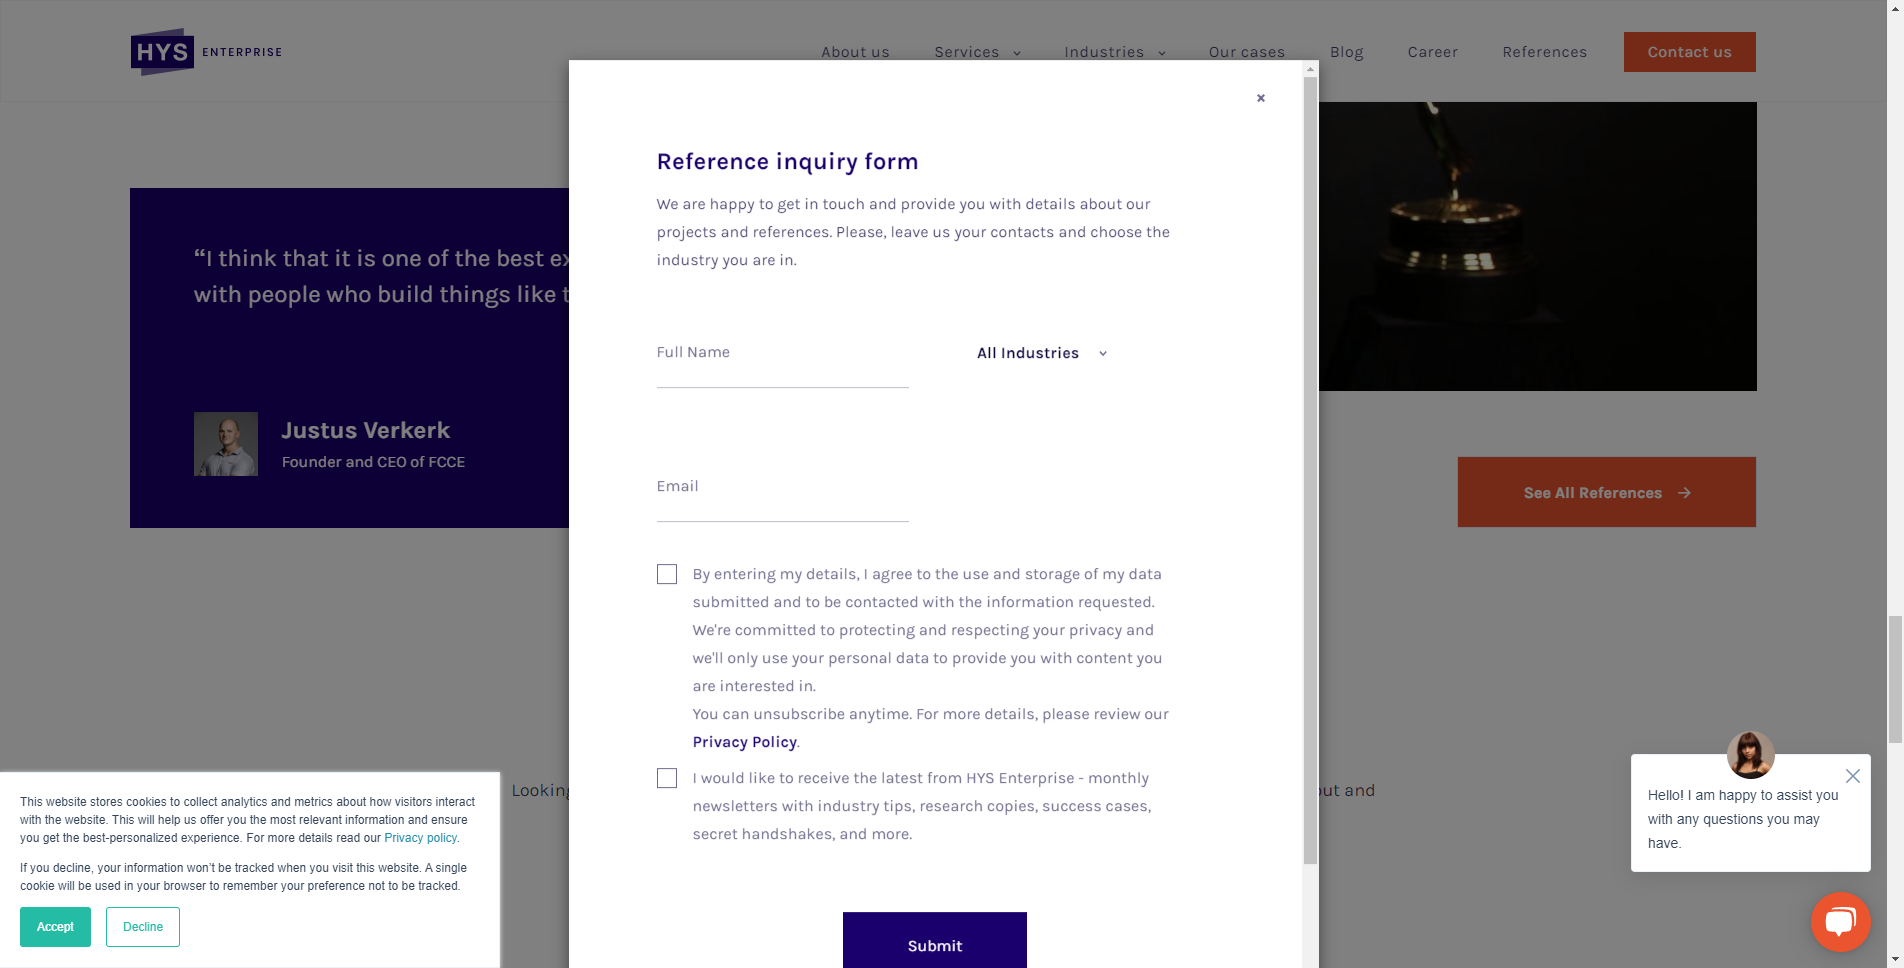 HYS ENTERPRISE
About us
Services
Industries
Our cases
Blog
Career
References
Contact us
×
Reference inquiry form
We are happy to get in touch and provide you with details about our
projects and references. Please, leave us your contacts and choose the
industry you are in.
Full Name
All Industries
Email
By entering my details, I agree to the use and storage of my data
submitted and to be contacted with the information requested.
We're committed to protecting and respecting your privacy and
we'll only use your personal data to provide you with content you
are interested in.
You can unsubscribe anytime. For more details, please review our
Privacy Policy.
I would like to receive the latest from HYS Enterprise - monthly
newsletters with industry tips, research copies, success cases,
secret handshakes, and more.
Submit
“I think that it is one of the best
with people who build things like
Justus Verkerk
Founder and CEO of FCCE
See All References →
Looking
and
This website stores cookies to collect analytics and metrics about how visitors interact
with the website. This will help us offer you the most relevant information and ensure
you get the best-personalized experience. For more details read our Privacy policy.
If you decline, your information won’t be tracked when you visit this website. A single
cookie will be used in your browser to remember your preference not to be tracked.
Accept
Decline
Hello! I am happy to assist you
with any questions you may
have.